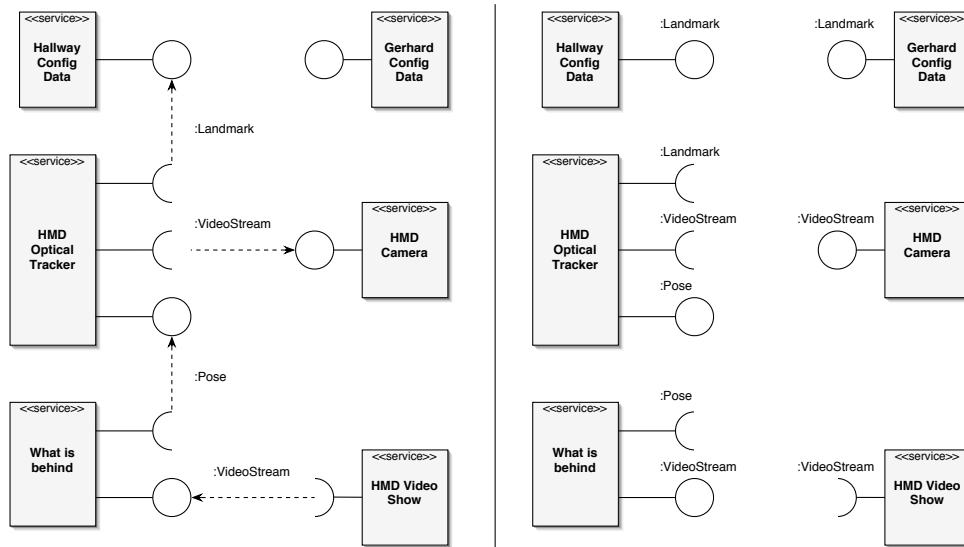 <<service>>
Hallway
Config
Data
<<service>>
Gerhard
Config
Data
:Landmark
<<service>>
HMD
Optical
Tracker
:VideoStream
<<service>>
HMD
Camera
:Pose
<<service>>
What is
behind
:VideoStream
<<service>>
HMD Video
Show
<<service>>
Hallway
Config
Data
:Landmark
:Landmark
<<service>>
Gerhard
Config
Data
<<service>>
HMD
Optical
Tracker
:Landmark
:VideoStream
:Pose
:VideoStream
<<service>>
HMD
Camera
<<service>>
What is
behind
:Pose
:VideoStream
:VideoStream
<<service>>
HMD Video
Show